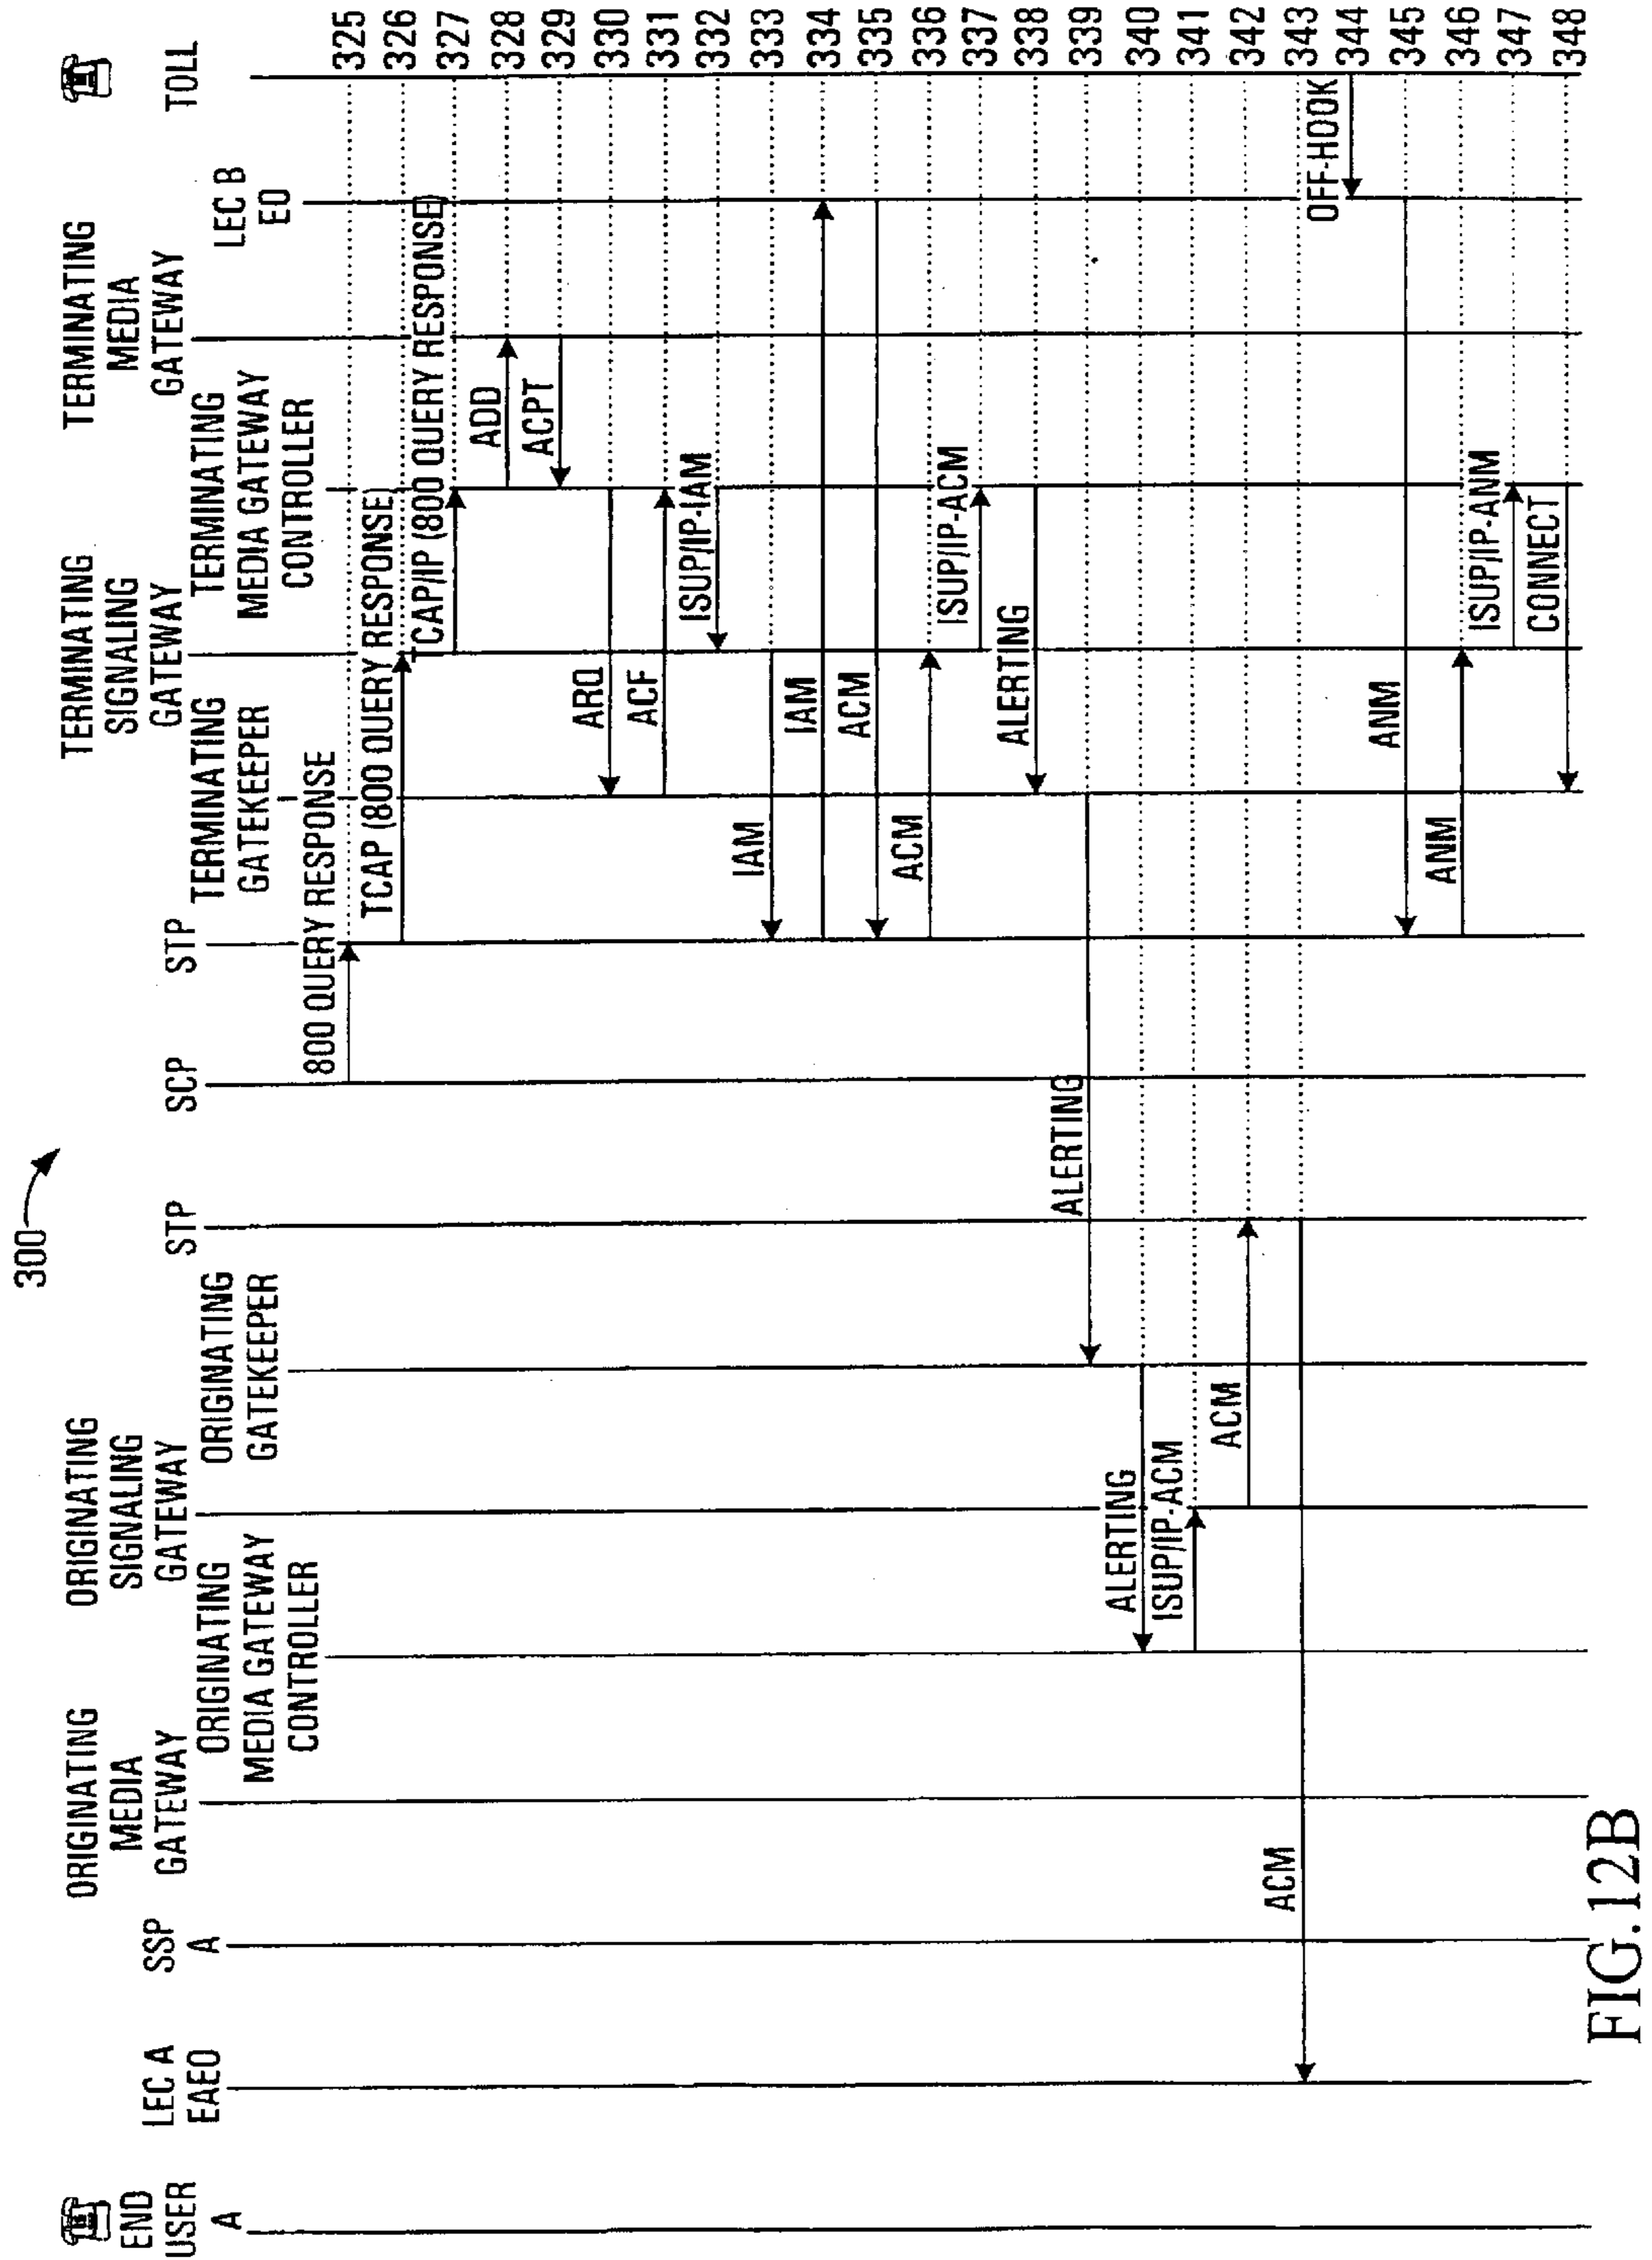 300
END
USER
A
LEC A
EAEO
SSP
A
ORIGINATING
MEDIA
GATEWAY
ORIGINATING
MEDIA GATEWAY
CONTROLLER
ORIGINATING
SIGNALING
GATEWAY
ORIGINATING
GATEKEEPER
STP
SCP
STP
TERMINATING
GATEKEEPER
TERMINATING
SIGNALING
GATEWAY
TERMINATING
MEDIA GATEWAY
CONTROLLER
TERMINATING
MEDIA
GATEWAY
LEC B
EO
TOLL
800 QUERY RESPONSE
325
TCAP (800 QUERY RESPONSE)
326
TCAP/IP (800 QUERY RESPONSE)
327
ADD
328
ACPT
329
ARQ
330
ACF
331
ISUP/IP-IAM
332
IAM
333
IAM
334
ACM
335
ACM
336
ISUP/IP-ACM
337
ALERTING
338
ALERTING
339
ALERTING
340
ISUP/IP-ACM
341
ACM
342
ACM
343
OFF-HOOK
344
ANM
345
ANM
346
ISUP/IP-ANM
347
CONNECT
348
FIG.12B